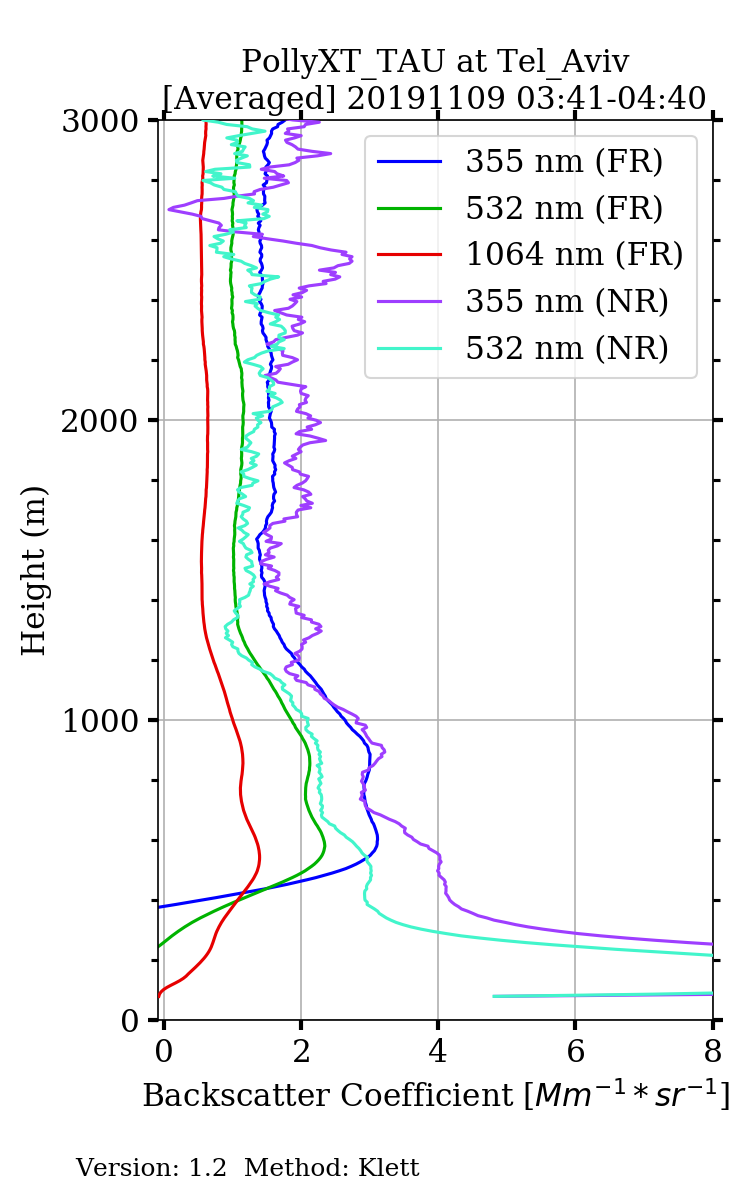 PollyXT_TAU at Tel_Aviv
[Averaged] 20191109 03:41-04:40
3000
2000
1000
0
Height (m)
355 nm (FR)
532 nm (FR)
1064 nm (FR)
355 nm (NR)
532 nm (NR)
0 2 4 6 8
Backscatter Coefficient [Mm⁻¹ * sr⁻¹]
Version: 1.2 Method: Klett